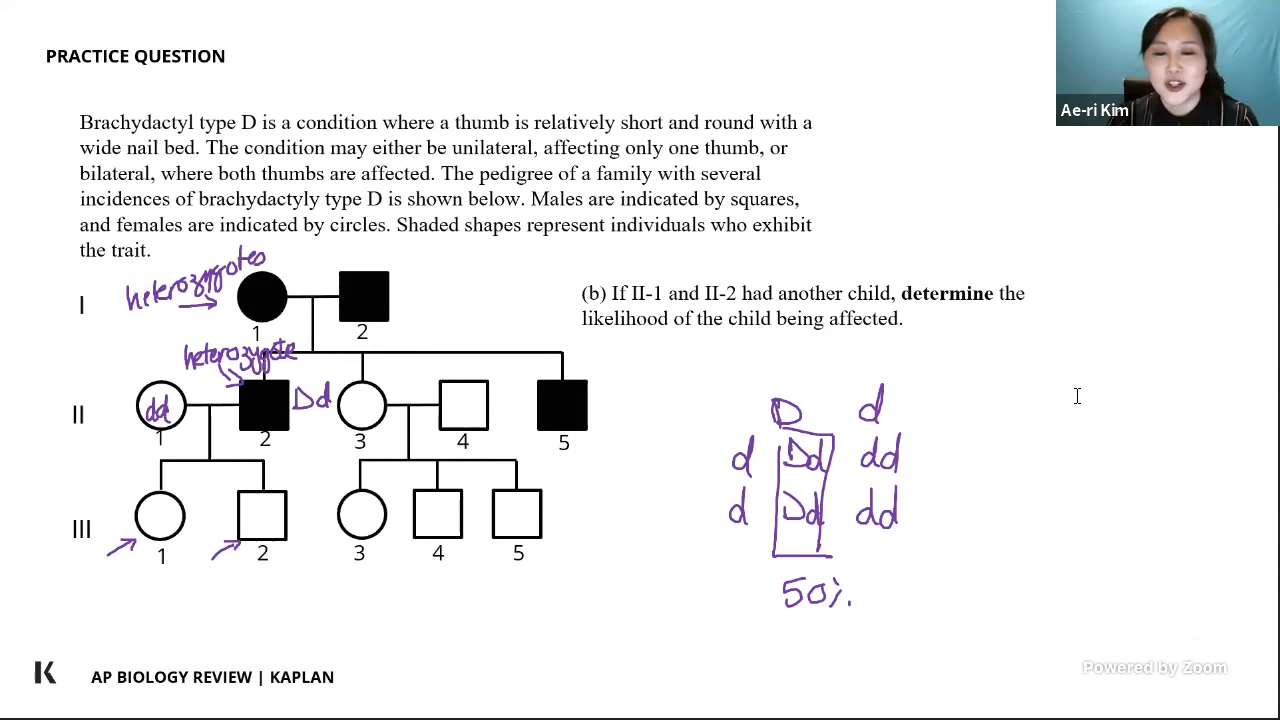 PRACTICE QUESTION
Ae-ri Kim
Brachydactyl type D is a condition where a thumb is relatively short and round with a
wide nail bed. The condition may either be unilateral, affecting only one thumb, or
bilateral, where both thumbs are affected. The pedigree of a family with several
incidences of brachydactyly type D is shown below. Males are indicated by squares,
and females are indicated by circles. Shaded shapes represent individuals who exhibit
the trait.
heterozygotes
I
1 2
(b) If II-1 and II-2 had another child, determine the
likelihood of the child being affected.
heterozygote
II
dd Dd
1 2 3 4 5
D d
d Dd dd
d Dd dd
50%.
III
1 2 3 4 5
K AP BIOLOGY REVIEW | KAPLAN
Powered by Zoom